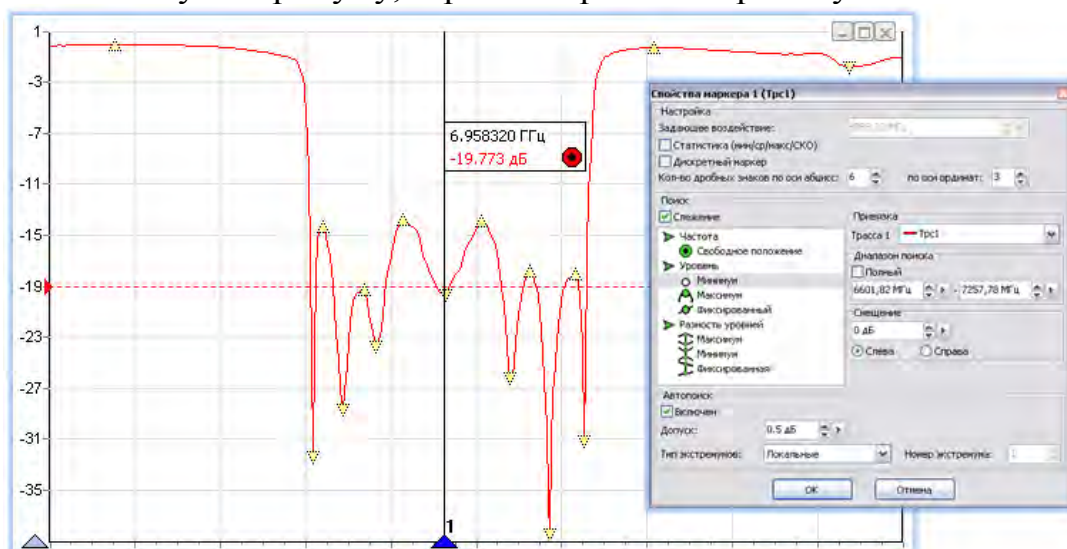 1
-3
-7
-11
-15
-19
-23
-27
-31
-35
6.958320 ГГц
-19.773 дБ
1
Свойства маркера 1 (Трс1)
Настройка
Задающее воздействие:
Статистика (мин/ср/макс/СКО)
Дискретный маркер
Кол-во дробных знаков по оси абцисс: 6 по оси ординат: 3
Поиск
Слежение
Частота
Свободное положение
Уровень
Минимум
Максимум
Фиксированный
Разность уровней
Максимум
Минимум
Фиксированная
Привязка
Трасса 1 Трс1
Диапазон поиска
Полный
6601,82 МГц - 7257,78 МГц
Смещение
0 дБ
Слева Справа
Автопоиск
Включен
Допуск: 0.5 дБ
Тип экстремумов: Локальные Номер экстремума:
ОК Отмена